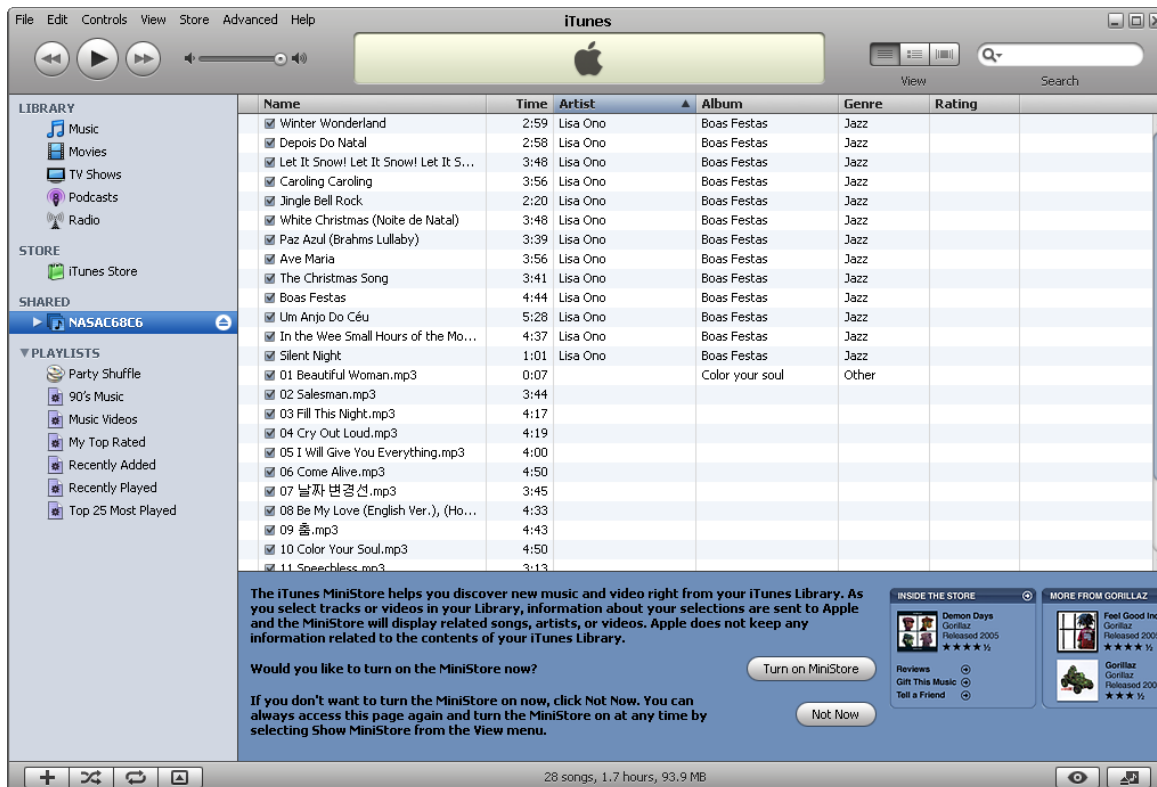 File Edit Controls View Store Advanced Help
iTunes
View
Search
LIBRARY
Music
Movies
TV Shows
Podcasts
Radio
STORE
iTunes Store
SHARED
NASAC68C6
PLAYLISTS
Party Shuffle
90's Music
Music Videos
My Top Rated
Recently Added
Recently Played
Top 25 Most Played
Name Time Artist Album Genre Rating
Winter Wonderland 2:59 Lisa Ono Boas Festas Jazz
Depois Do Natal 2:58 Lisa Ono Boas Festas Jazz
Let It Snow! Let It Snow! Let It S... 3:48 Lisa Ono Boas Festas Jazz
Caroling Caroling 3:56 Lisa Ono Boas Festas Jazz
Jingle Bell Rock 2:20 Lisa Ono Boas Festas Jazz
White Christmas (Noite de Natal) 3:48 Lisa Ono Boas Festas Jazz
Paz Azul (Brahms Lullaby) 3:39 Lisa Ono Boas Festas Jazz
Ave Maria 3:56 Lisa Ono Boas Festas Jazz
The Christmas Song 3:41 Lisa Ono Boas Festas Jazz
Boas Festas 4:44 Lisa Ono Boas Festas Jazz
Um Anjo Do Céu 5:28 Lisa Ono Boas Festas Jazz
In the Wee Small Hours of the Mo... 4:37 Lisa Ono Boas Festas Jazz
Silent Night 1:01 Lisa Ono Boas Festas Jazz
01 Beautiful Woman.mp3 0:07 Color your soul Other
02 Salesman.mp3 3:44
03 Fill This Night.mp3 4:17
04 Cry Out Loud.mp3 4:19
05 I Will Give You Everything.mp3 4:00
06 Come Alive.mp3 4:50
07 날짜 변경선.mp3 3:45
08 Be My Love (English Ver.), (Ho... 4:33
09 춤.mp3 4:43
10 Color Your Soul.mp3 4:50
11 Speechless.mp3 3:13
The iTunes MiniStore helps you discover new music and video right from your iTunes Library. As
you select tracks or videos in your Library, information about your selections are sent to Apple
and the MiniStore will display related songs, artists, or videos. Apple does not keep any
information related to the contents of your iTunes Library.
Would you like to turn on the MiniStore now?
Turn on MiniStore
If you don't want to turn the MiniStore on now, click Not Now. You can
always access this page again and turn the MiniStore on at any time by
selecting Show MiniStore from the View menu.
Not Now
INSIDE THE STORE
Demon Days
Gorillaz
Released 2005
Reviews
Gift This Music
Tell a Friend
MORE FROM GORILLAZ
Feel Good Inc
Gorillaz
Released 2005
Gorillaz
Gorillaz
Released 200
28 songs, 1.7 hours, 93.9 MB